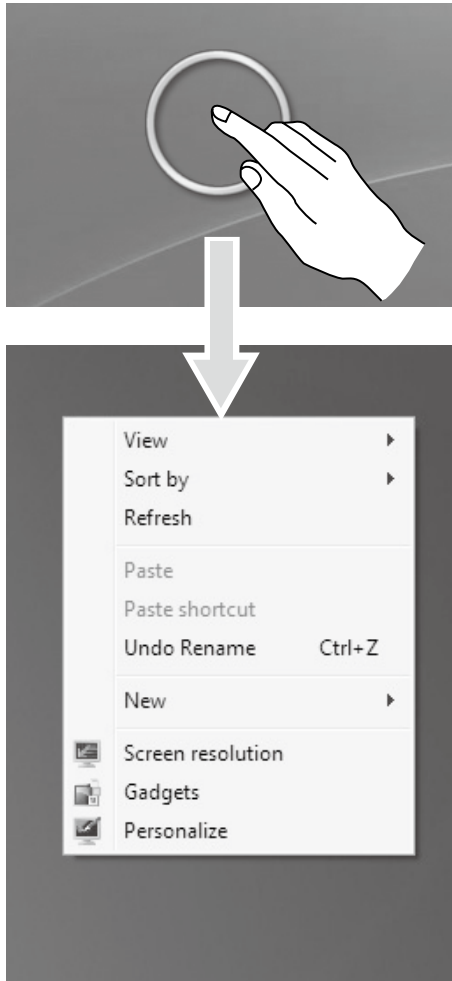 View
Sort by
Refresh
Paste
Paste shortcut
Undo Rename Ctrl+Z
New
Screen resolution
Gadgets
Personalize